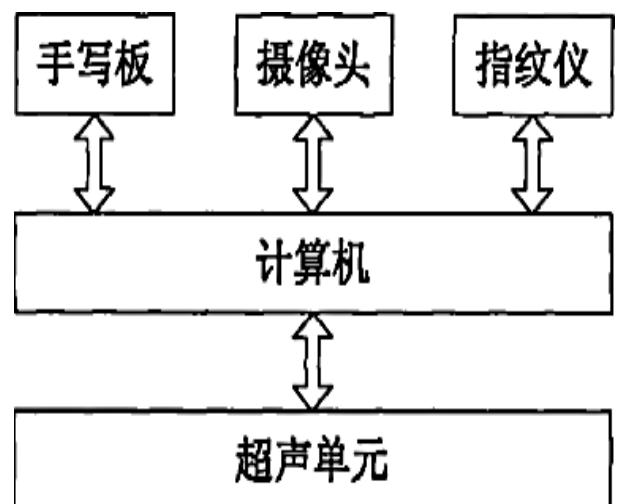 手写板
摄像头
指纹仪
计算机
超声单元